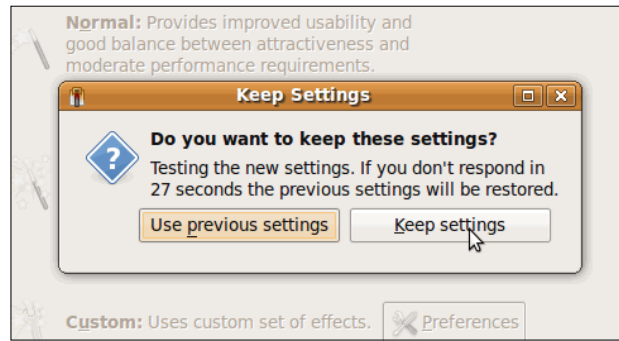 Normal: Provides improved usability and
good balance between attractiveness and
moderate performance requirements.
Keep Settings
Do you want to keep these settings?
Testing the new settings. If you don't respond in
27 seconds the previous settings will be restored.
Use previous settings
Keep settings
Custom: Uses custom set of effects.
Preferences